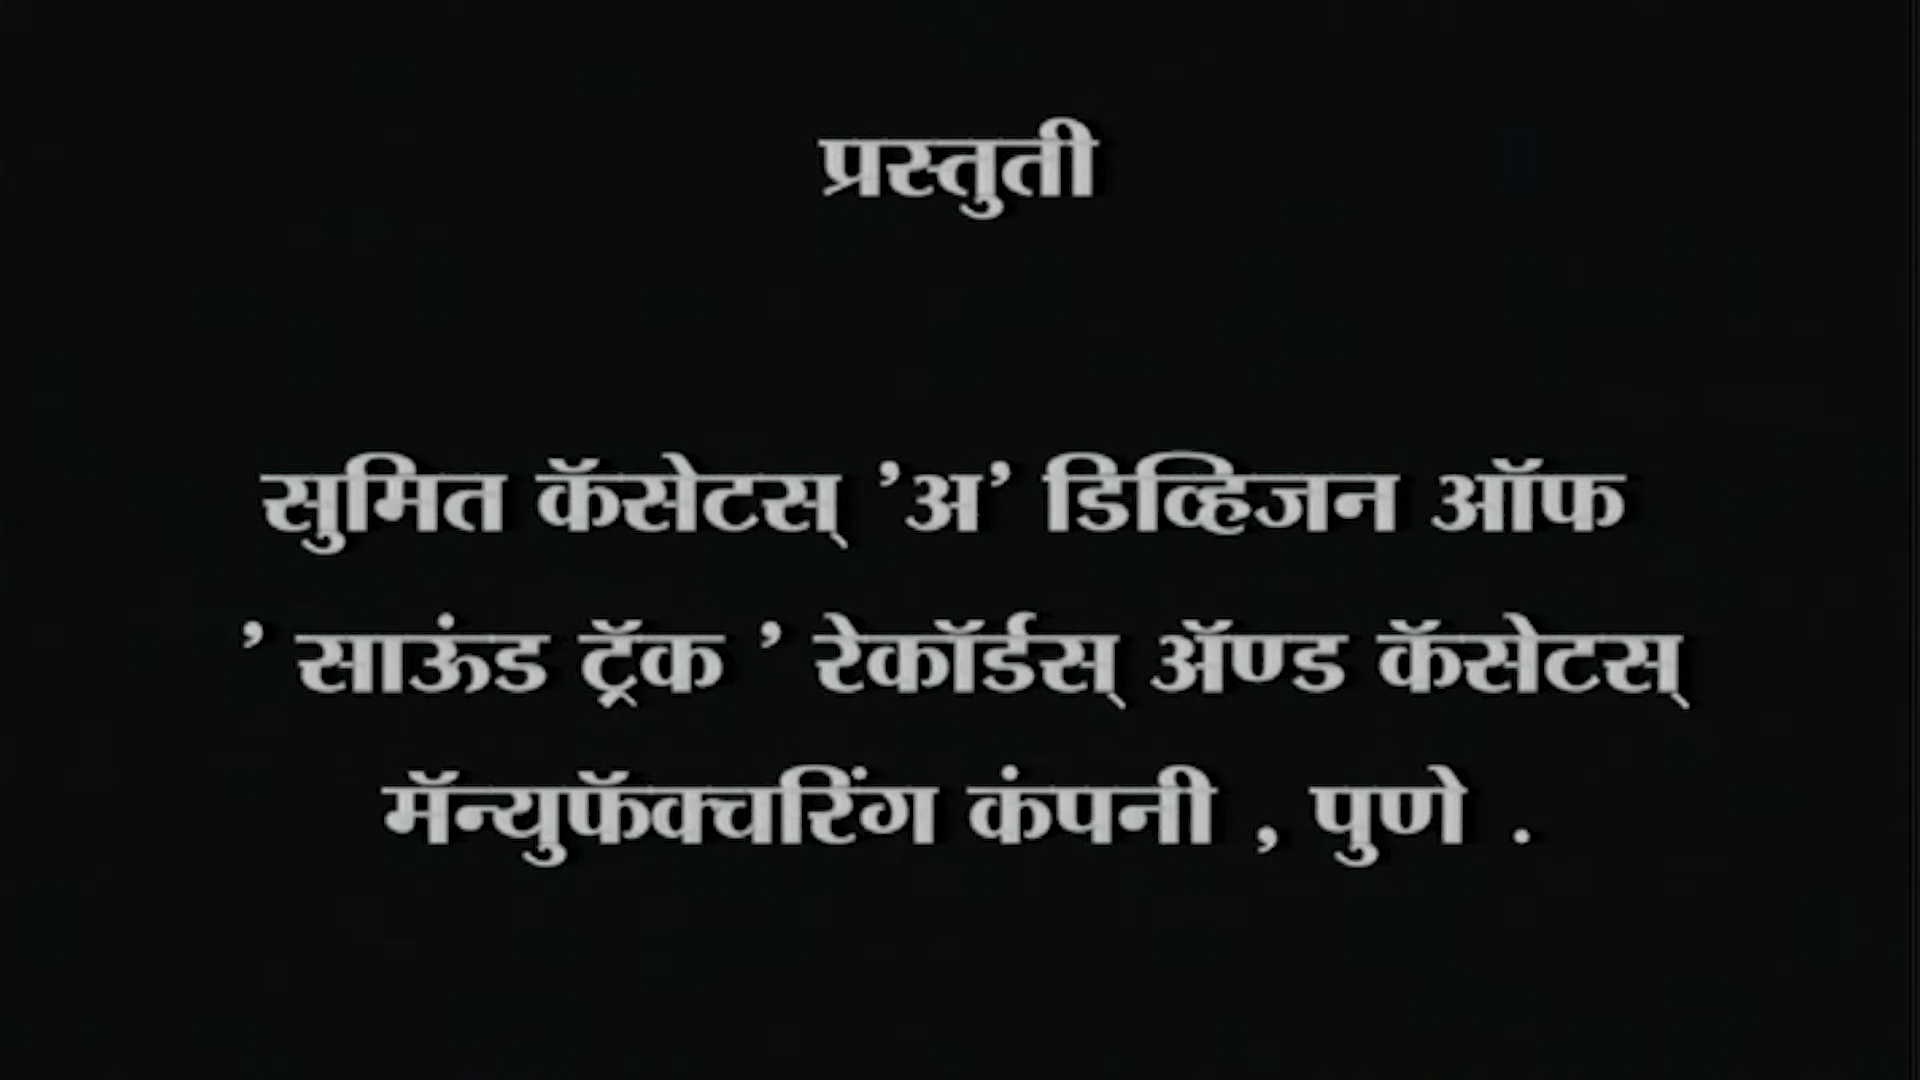 प्रस्तुती
सुमित कॅसेटस् ’अ’ डिव्हिजन ऑफ
’ साऊंड ट्रॅक ’ रेकॉर्डस् ॲण्ड कॅसेटस्
मॅन्युफॅक्चरिंग कंपनी , पुणे .